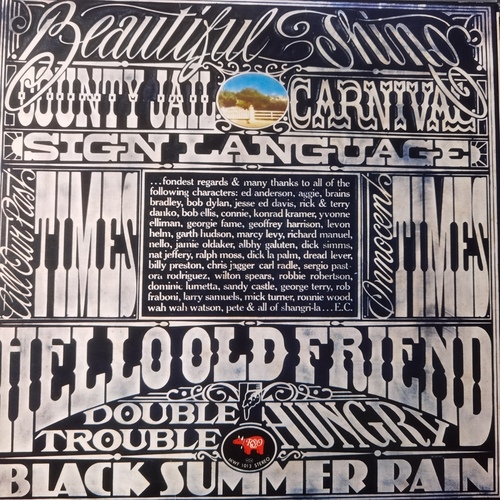 Beautiful Thing
COUNTY JAIL
CARNIVAL
SIGN LANGUAGE
All our Past
TIMES
...fondest regards & many thanks to all of the
following characters: ed anderson, aggie, brains
bradley, bob dylan, jesse ed davis, rick & terry
danko, bob ellis, connie, konrad kramer, yvonne
elliman, georgie fame, geoffrey harrison, levon
helm, garth hudson, marcy levy, richard manuel,
nello, jamie oldaker, albhy galuten, dick simms,
nat jeffery, ralph moss, dick la palm, dread lever,
billy preston, chris jagger carl radle, sergio past-
ora rodriguez, wilton spears, robbie robertson,
dominic lumetta, sandy castle, george terry, rob
fraboni, larry samuels, mick turner, ronnie wood,
wah wah watson, pete & all of shangri-la...E.C.
Innocent
TIMES
HELLO OLD FRIEND
DOUBLE
TROUBLE
HUNGRY
RSO
MWF 1013 STEREO
BLACK SUMMER RAIN